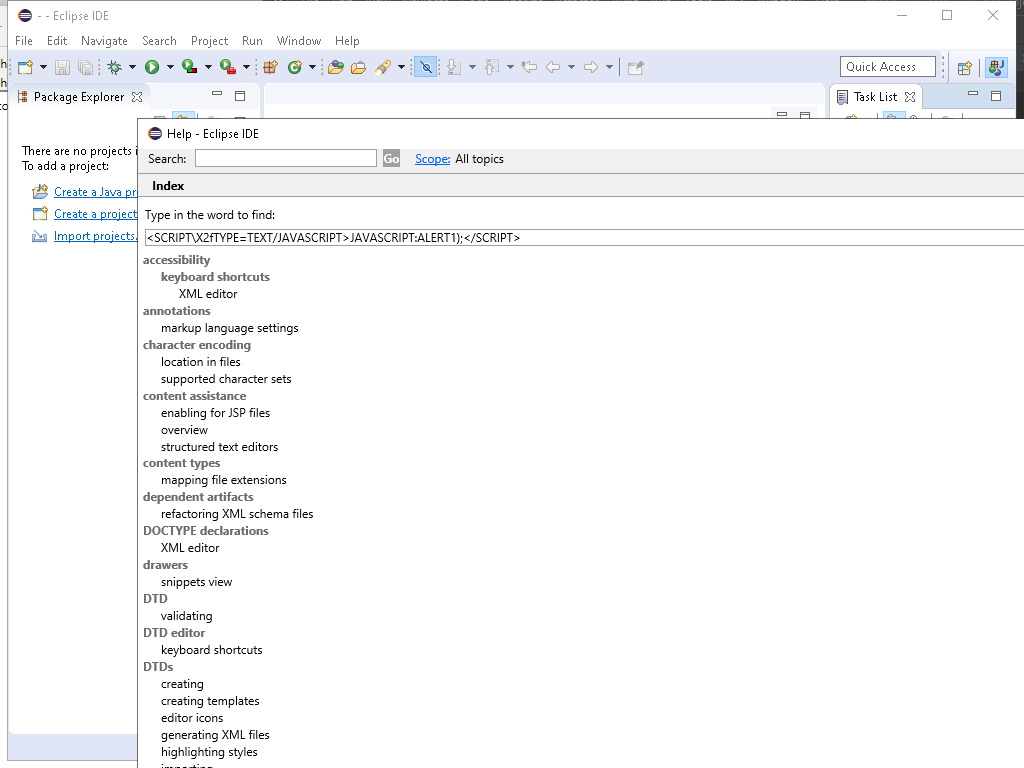 - - Eclipse IDE
File Edit Navigate Search Project Run Window Help
Quick Access
Package Explorer
Task List
There are no projects i
To add a project:
Create a Java pr
Create a project
Import projects.
Help - Eclipse IDE
Search: Go Scope: All topics
Index
Type in the word to find:
<SCRIPT\X2fTYPE=TEXT/JAVASCRIPT>JAVASCRIPT:ALERT1);</SCRIPT>
accessibility
keyboard shortcuts
XML editor
annotations
markup language settings
character encoding
location in files
supported character sets
content assistance
enabling for JSP files
overview
structured text editors
content types
mapping file extensions
dependent artifacts
refactoring XML schema files
DOCTYPE declarations
XML editor
drawers
snippets view
DTD
validating
DTD editor
keyboard shortcuts
DTDs
creating
creating templates
editor icons
generating XML files
highlighting styles
importing